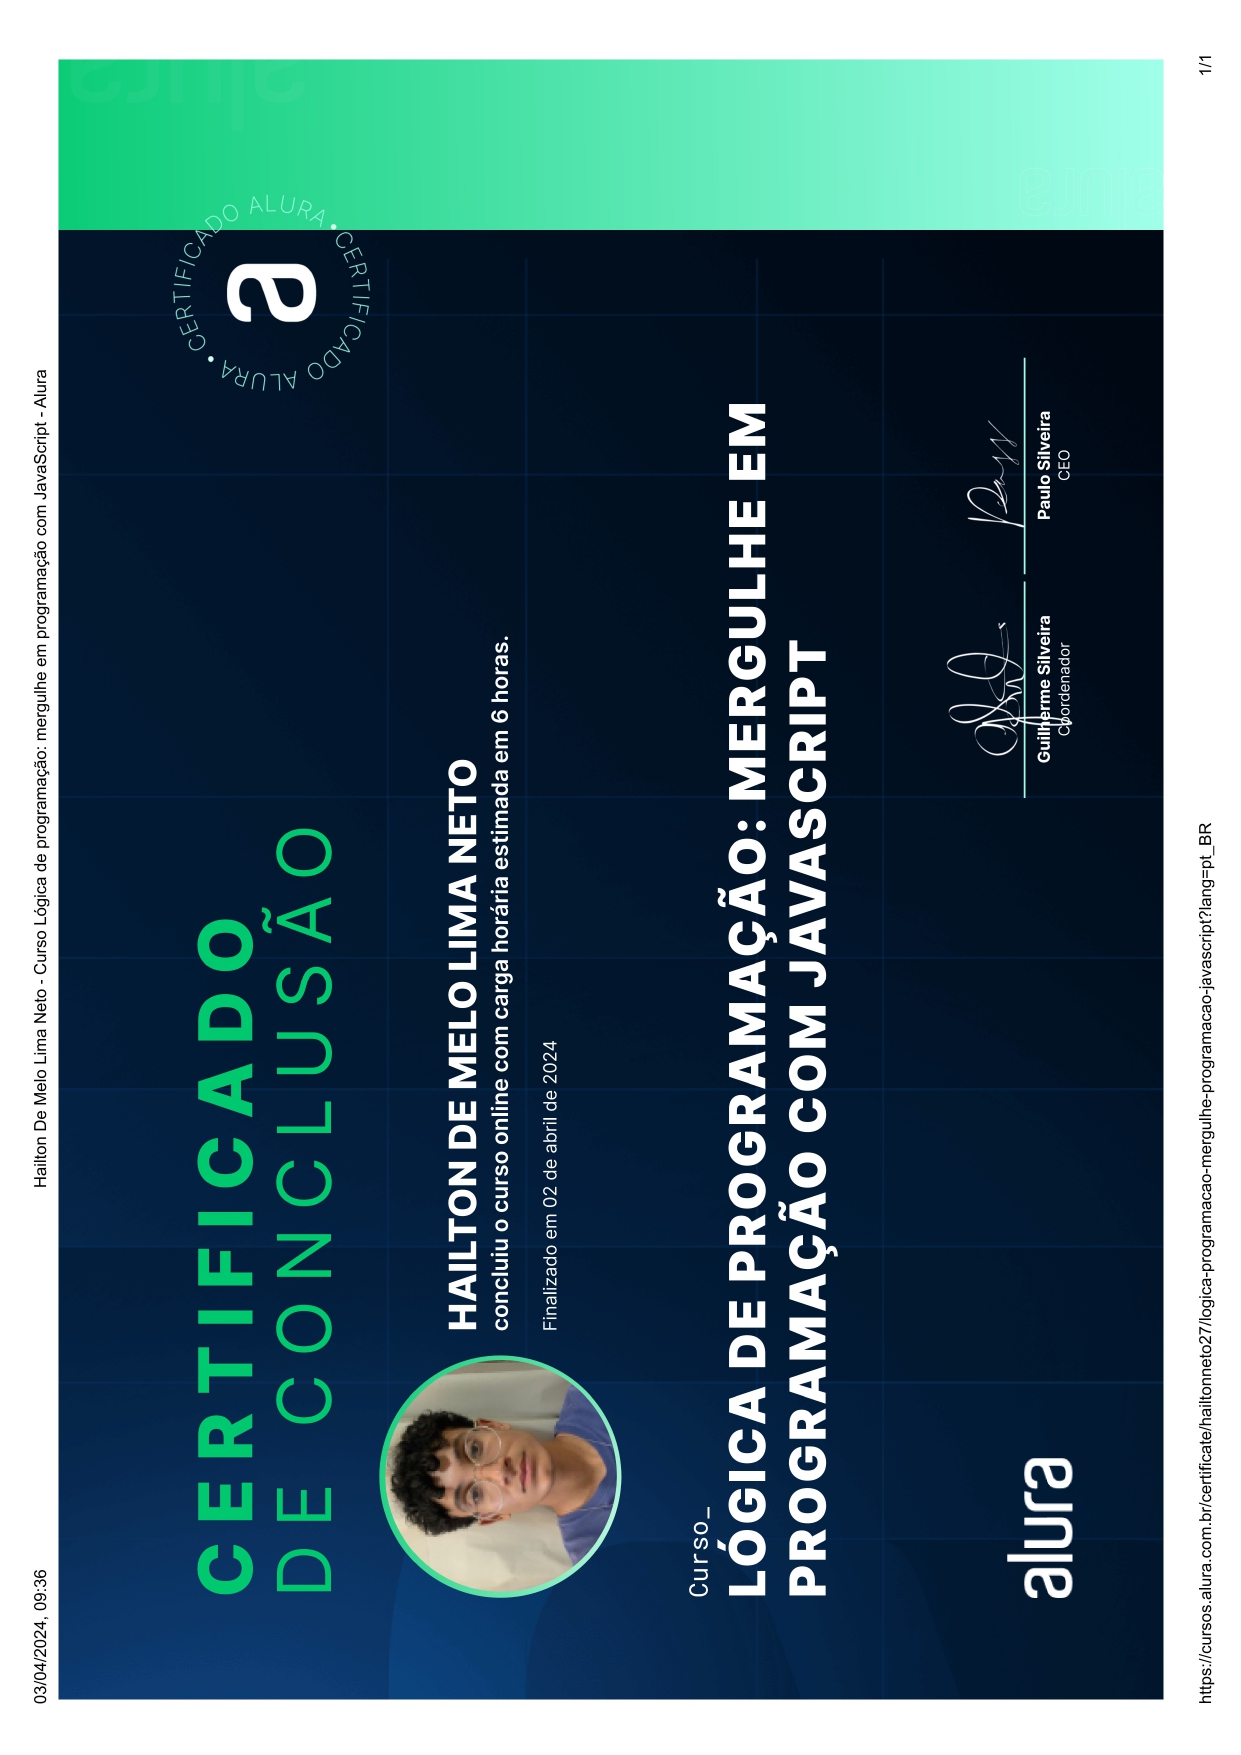 03/04/2024, 09:36
Hailton De Melo Lima Neto - Curso Lógica de programação: mergulhe em programação com JavaScript - Alura
CERTIFICADO
DE CONCLUSÃO
• CERTIFICADO ALURA • CERTIFICADO ALURA
a
HAILTON DE MELO LIMA NETO
concluiu o curso online com carga horária estimada em 6 horas.
Finalizado em 02 de abril de 2024
Curso_
LÓGICA DE PROGRAMAÇÃO: MERGULHE EM
PROGRAMAÇÃO COM JAVASCRIPT
alura
Guilherme Silveira
Coordenador
Paulo Silveira
CEO
alura
alura
https://cursos.alura.com.br/certificate/hailtonneto27/logica-programacao-mergulhe-programacao-javascript?lang=pt_BR
1/1